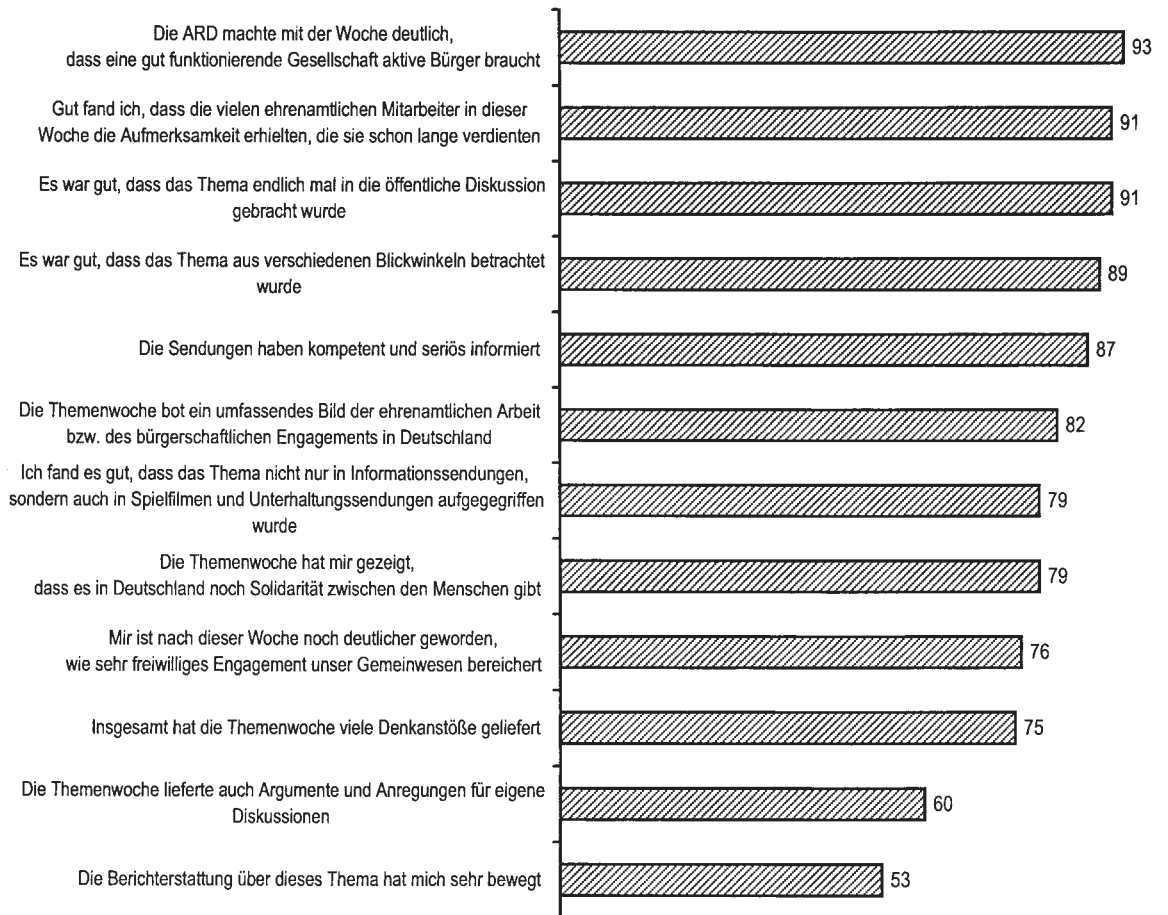 Die ARD machte mit der Woche deutlich,
dass eine gut funktionierende Gesellschaft aktive Bürger braucht
93
Gut fand ich, dass die vielen ehrenamtlichen Mitarbeiter in dieser
Woche die Aufmerksamkeit erhielten, die sie schon lange verdienten
91
Es war gut, dass das Thema endlich mal in die öffentliche Diskussion
gebracht wurde
91
Es war gut, dass das Thema aus verschiedenen Blickwinkeln betrachtet
wurde
89
Die Sendungen haben kompetent und seriös informiert
87
Die Themenwoche bot ein umfassendes Bild der ehrenamtlichen Arbeit
bzw. des bürgerschaftlichen Engagements in Deutschland
82
Ich fand es gut, dass das Thema nicht nur in Informationssendungen,
sondern auch in Spielfilmen und Unterhaltungssendungen aufgegegriffen
wurde
79
Die Themenwoche hat mir gezeigt,
dass es in Deutschland noch Solidarität zwischen den Menschen gibt
79
Mir ist nach dieser Woche noch deutlicher geworden,
wie sehr freiwilliges Engagement unser Gemeinwesen bereichert
76
Insgesamt hat die Themenwoche viele Denkanstöße geliefert
75
Die Themenwoche lieferte auch Argumente und Anregungen für eigene
Diskussionen
60
Die Berichterstattung über dieses Thema hat mich sehr bewegt
53